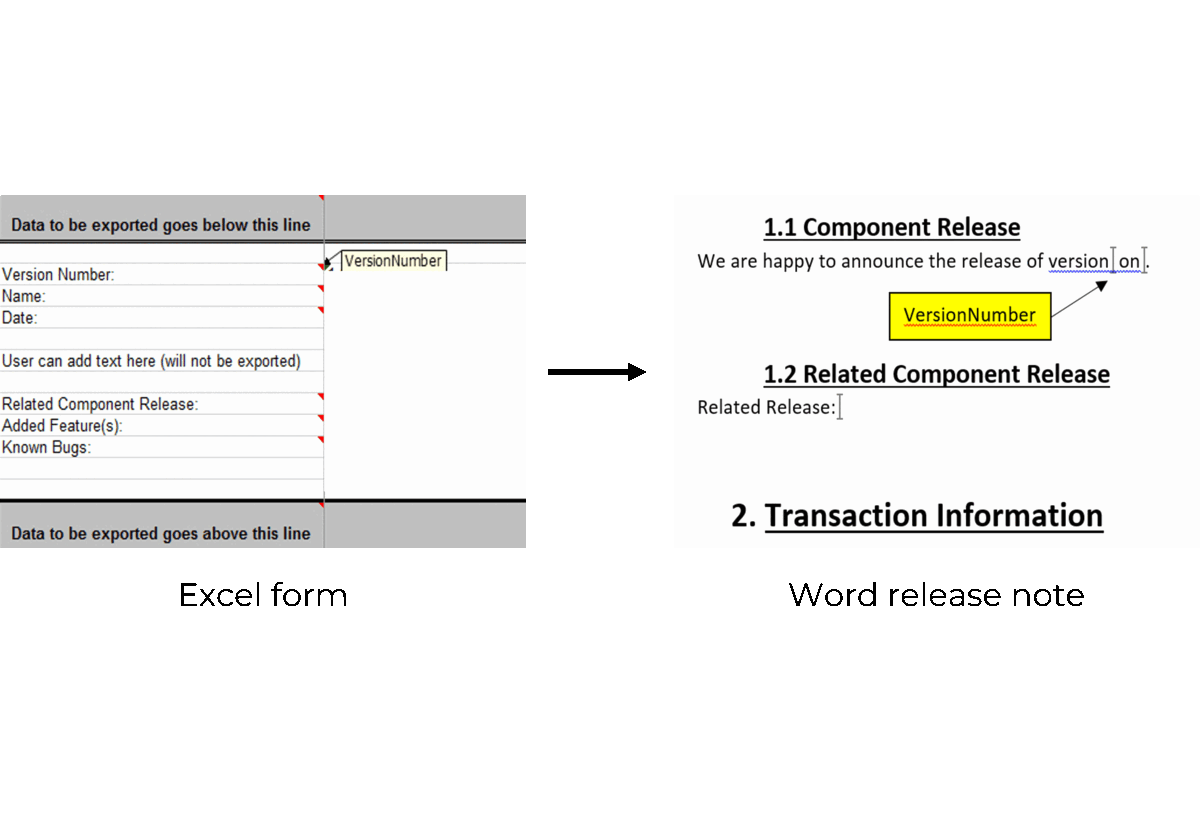 Data to be exported goes below this line
VersionNumber
Version Number:
Name:
Date:
User can add text here (will not be exported)
Related Component Release:
Added Feature(s):
Known Bugs:
Data to be exported goes above this line
Excel form
1.1 Component Release
We are happy to announce the release of version on .
VersionNumber
1.2 Related Component Release
Related Release:
2. Transaction Information
Word release note